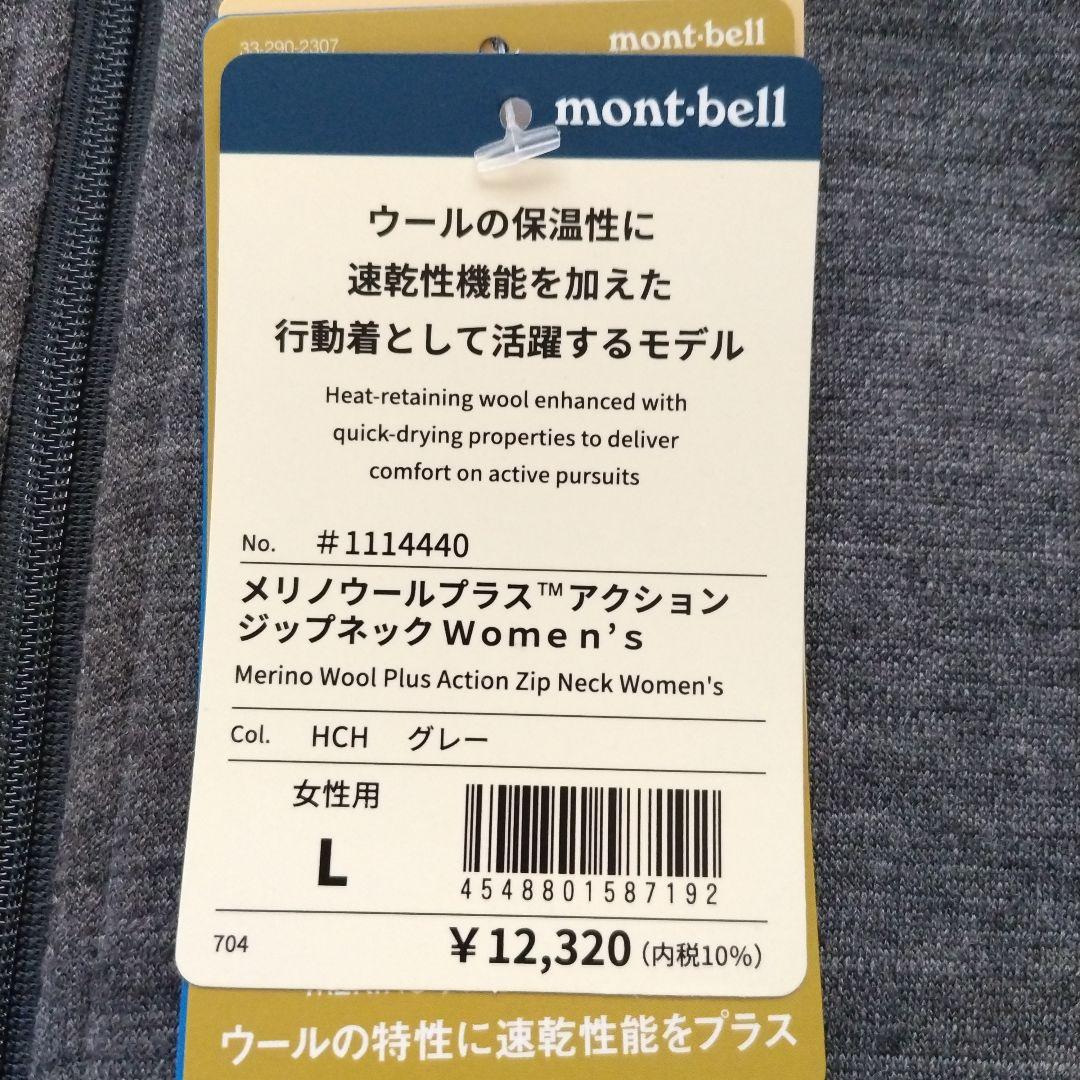 33-290-2307
mont·bell
mont·bell
ウールの保温性に
速乾性機能を加えた
行動着として活躍するモデル
Heat-retaining wool enhanced with
quick-drying properties to deliver
comfort on active pursuits
No. #1114440
メリノウールプラス™アクション
ジップネックWomen's
Merino Wool Plus Action Zip Neck Women's
Col. HCH グレー
女性用
L
4548801587192
704 ¥12,320(内税10%)
ウールの特性に速乾性能をプラス